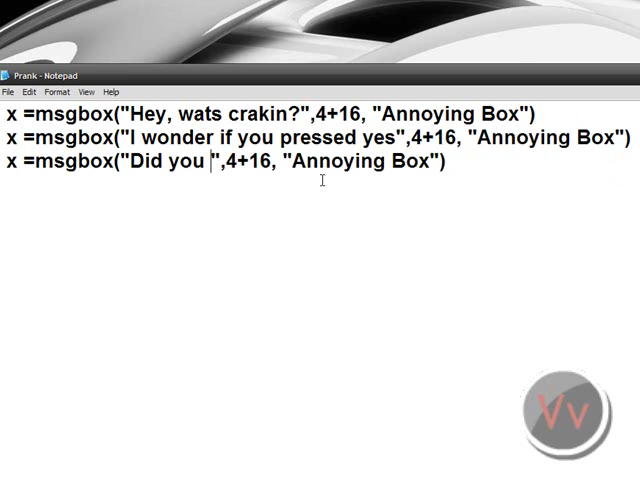 Prank - Notepad
File Edit Format View Help
x =msgbox("Hey, wats crakin?",4+16, "Annoying Box")
x =msgbox("I wonder if you pressed yes",4+16, "Annoying Box")
x =msgbox("Did you ",4+16, "Annoying Box")
Vv